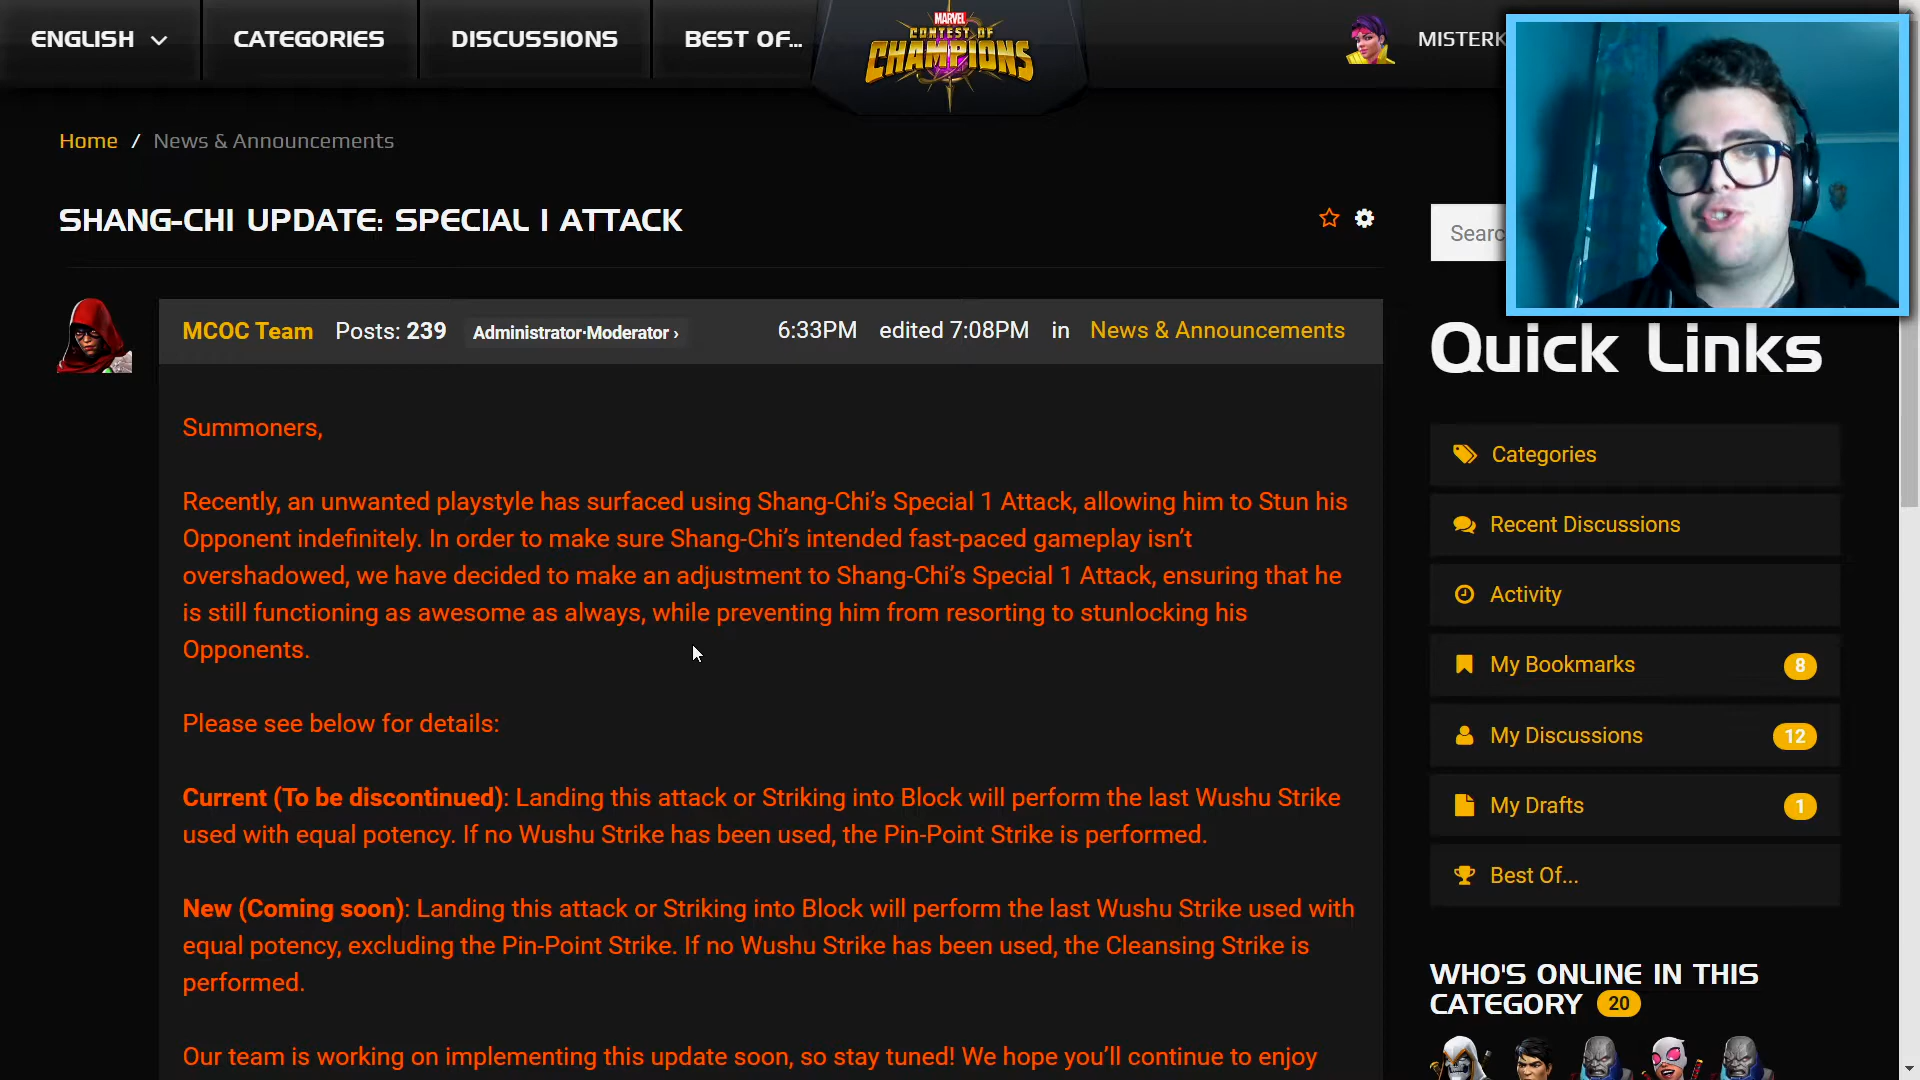 ENGLISH
CATEGORIES
DISCUSSIONS
BEST OF...
MARVEL
CONTEST OF
CHAMPIONS
MISTERK
Home / News & Announcements
SHANG-CHI UPDATE: SPECIAL I ATTACK
MCOC Team Posts: 239 Administrator·Moderator › 6:33PM edited 7:08PM in News & Announcements
Summoners,
Recently, an unwanted playstyle has surfaced using Shang-Chi’s Special 1 Attack, allowing him to Stun his
Opponent indefinitely. In order to make sure Shang-Chi’s intended fast-paced gameplay isn’t
overshadowed, we have decided to make an adjustment to Shang-Chi’s Special 1 Attack, ensuring that he
is still functioning as awesome as always, while preventing him from resorting to stunlocking his
Opponents.
Please see below for details:
Current (To be discontinued): Landing this attack or Striking into Block will perform the last Wushu Strike
used with equal potency. If no Wushu Strike has been used, the Pin-Point Strike is performed.
New (Coming soon): Landing this attack or Striking into Block will perform the last Wushu Strike used with
equal potency, excluding the Pin-Point Strike. If no Wushu Strike has been used, the Cleansing Strike is
performed.
Our team is working on implementing this update soon, so stay tuned! We hope you’ll continue to enjoy
Searc
Quick Links
Categories
Recent Discussions
Activity
My Bookmarks 8
My Discussions 12
My Drafts 1
Best Of...
WHO'S ONLINE IN THIS
CATEGORY 20